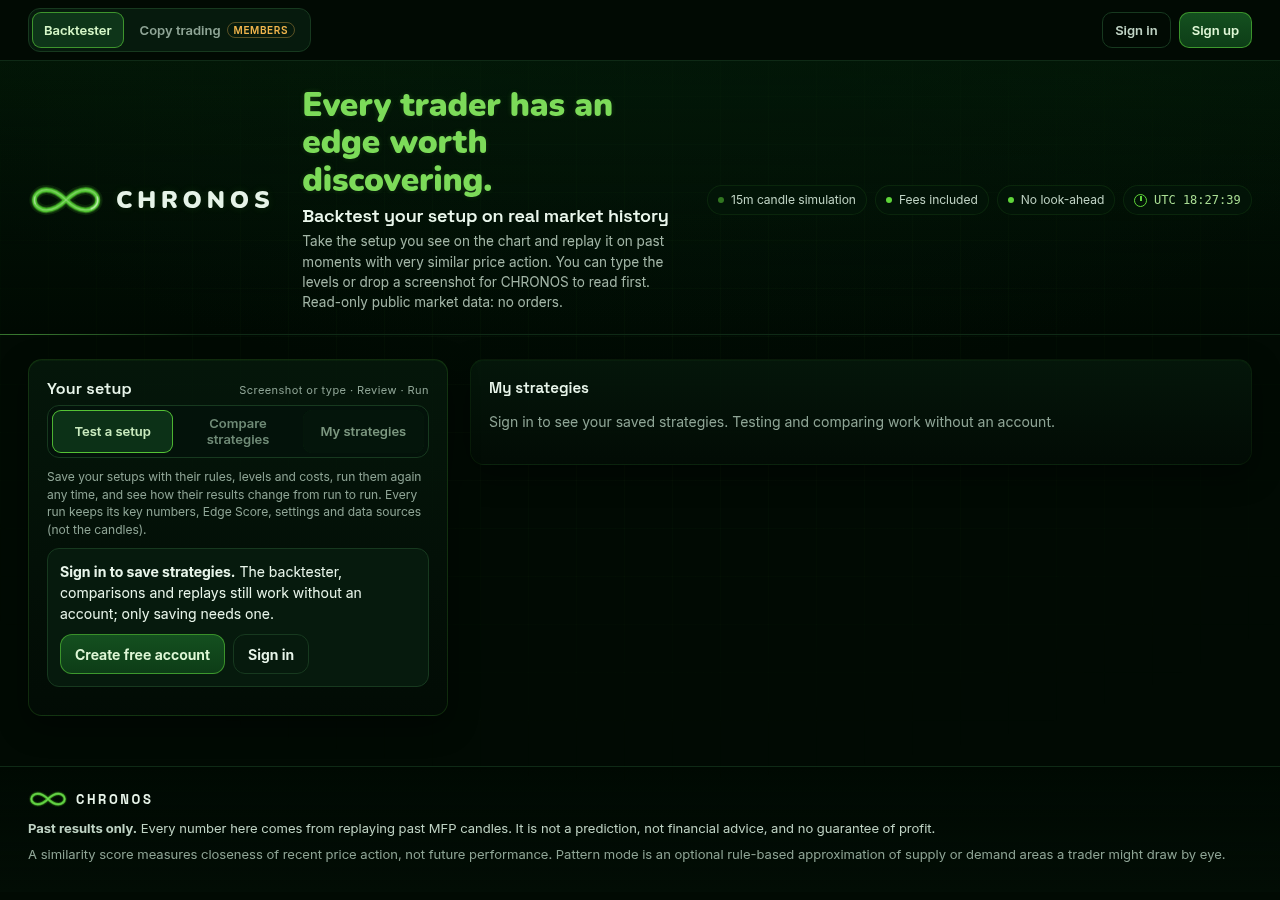 Backtester
Copy trading MEMBERS
Sign in
Sign up
CHRONOS
Every trader has an
edge worth
discovering.
Backtest your setup on real market history
Take the setup you see on the chart and replay it on past
moments with very similar price action. You can type the
levels or drop a screenshot for CHRONOS to read first.
Read-only public market data: no orders.
15m candle simulation
Fees included
No look-ahead
UTC 18:27:39
Your setup
Screenshot or type · Review · Run
Test a setup
Compare
strategies
My strategies
Save your setups with their rules, levels and costs, run them again
any time, and see how their results change from run to run. Every
run keeps its key numbers, Edge Score, settings and data sources
(not the candles).
Sign in to save strategies. The backtester,
comparisons and replays still work without an
account; only saving needs one.
Create free account
Sign in
My strategies
Sign in to see your saved strategies. Testing and comparing work without an account.
CHRONOS
Past results only. Every number here comes from replaying past MFP candles. It is not a prediction, not financial advice, and no guarantee of profit.
A similarity score measures closeness of recent price action, not future performance. Pattern mode is an optional rule-based approximation of supply or demand areas a trader might draw by eye.